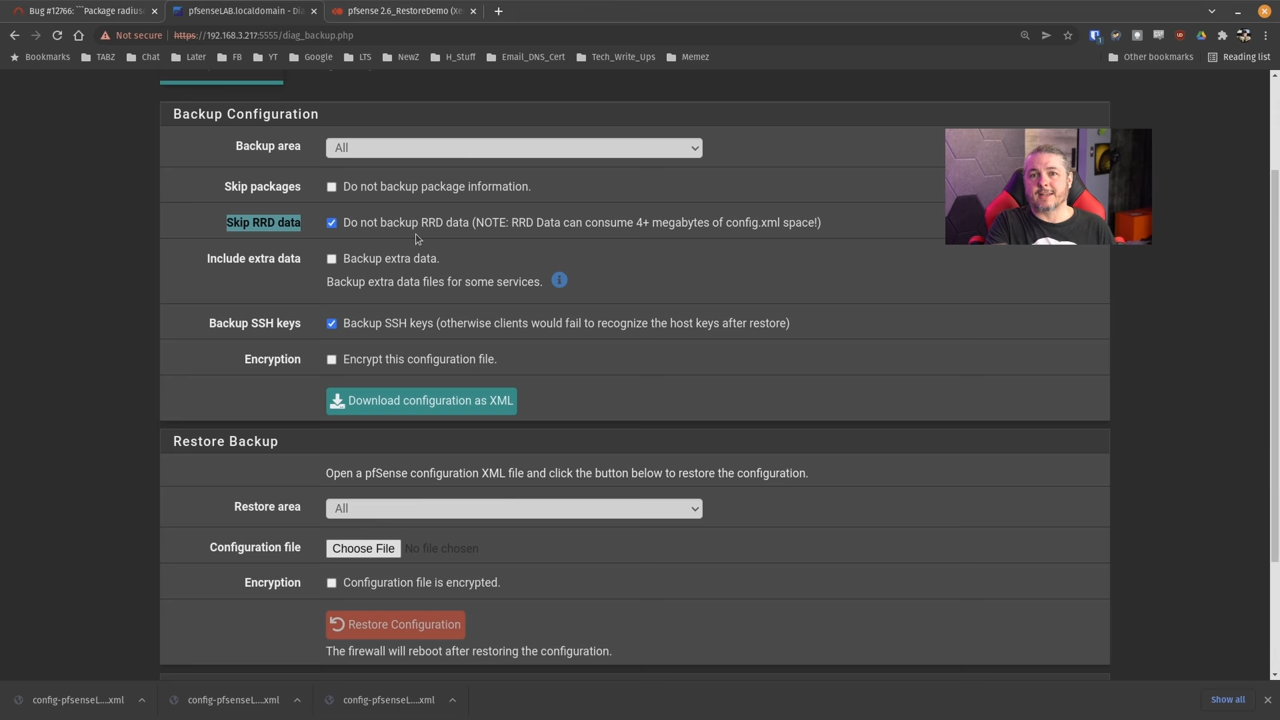 Bug #12766: ```Package radius
pfsenseLAB.localdomain - Dia
pfsense 2.6_RestoreDemo (Xe
Not secure https://192.168.3.217:5555/diag_backup.php
Bookmarks TABZ Chat Later FB YT Google LTS NewZ H_Stuff Email_DNS_Cert Tech_Write_Ups Memez Other bookmarks Reading list
Backup Configuration
Backup area All
Skip packages Do not backup package information.
Skip RRD data Do not backup RRD data (NOTE: RRD Data can consume 4+ megabytes of config.xml space!)
Include extra data Backup extra data.
Backup extra data files for some services.
Backup SSH keys Backup SSH keys (otherwise clients would fail to recognize the host keys after restore)
Encryption Encrypt this configuration file.
Download configuration as XML
Restore Backup
Open a pfSense configuration XML file and click the button below to restore the configuration.
Restore area All
Configuration file Choose File No file chosen
Encryption Configuration file is encrypted.
Restore Configuration
The firewall will reboot after restoring the configuration.
config-pfsenseL....xml config-pfsenseL....xml config-pfsenseL....xml Show all